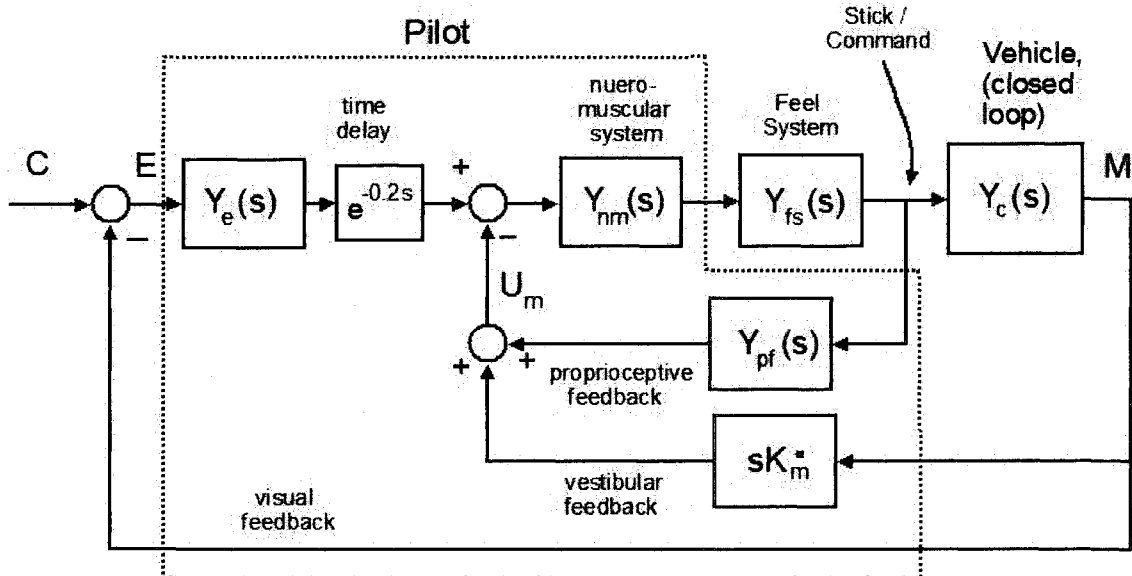 Pilot
Stick /
Command
Vehicle,
(closed
loop)
time
delay
nuero-
muscular
system
Feel
System
C
E
Y_e(s)
e^-0.2s
+
−
Y_nm(s)
Y_fs(s)
Y_c(s)
M
−
U_m
+
+
Y_pf(s)
proprioceptive
feedback
sK_ṁ
vestibular
feedback
visual
feedback